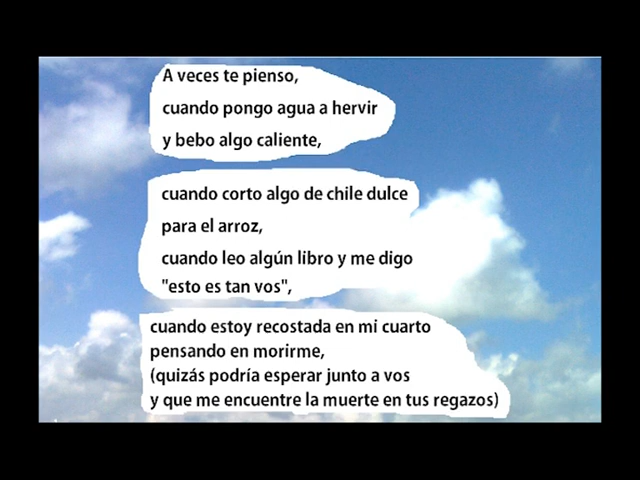 A veces te pienso,
cuando pongo agua a hervir
y bebo algo caliente,
cuando corto algo de chile dulce
para el arroz,
cuando leo algún libro y me digo
"esto es tan vos",
cuando estoy recostada en mi cuarto
pensando en morirme,
(quizás podría esperar junto a vos
y que me encuentre la muerte en tus regazos)